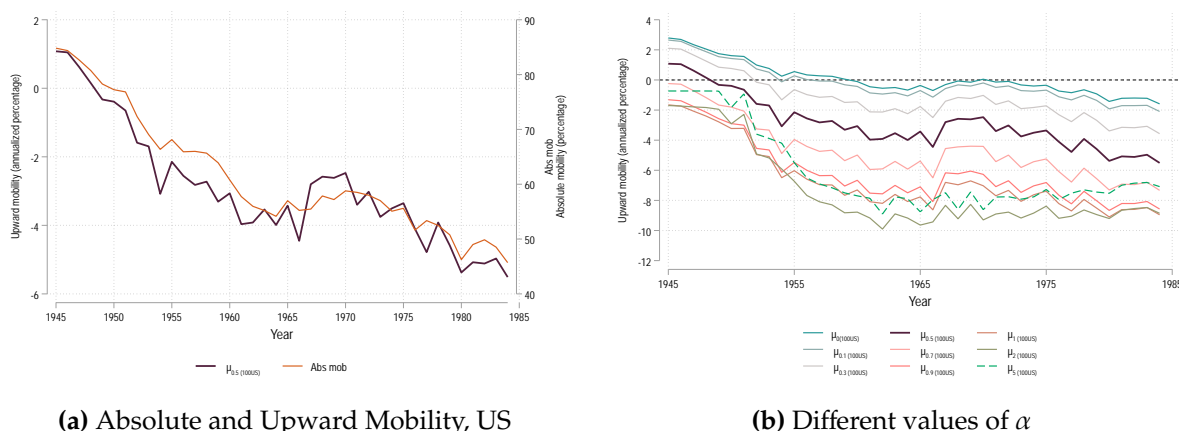 2
0
-2
-4
-6
90
80
70
60
50
40
Upward mobility (annualized percentage)
Abs mob
Absolute mobility (percentage)
1945 1950 1955 1960 1965 1970 1975 1980 1985
Year
μ0.5 (100US) Abs mob
(a) Absolute and Upward Mobility, US
4
2
0
-2
-4
-6
-8
-10
-12
Upward mobility (annualized percentage)
1945 1955 1965 1975 1985
Year
μ0(100US) μ0.5 (100US) μ1 (100US)
μ0.1 (100US) μ0.7 (100US) μ2 (100US)
μ0.3 (100US) μ0.9 (100US) μ5 (100US)
(b) Different values of α